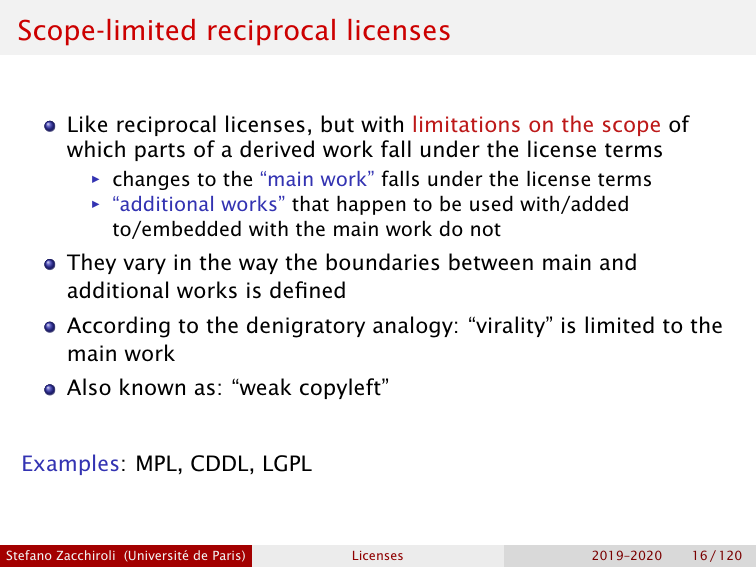 Scope-limited reciprocal licenses
Like reciprocal licenses, but with limitations on the scope of
which parts of a derived work fall under the license terms
changes to the “main work” falls under the license terms
“additional works” that happen to be used with/added
to/embedded with the main work do not
They vary in the way the boundaries between main and
additional works is defined
According to the denigratory analogy: “virality” is limited to the
main work
Also known as: “weak copyleft”
Examples: MPL, CDDL, LGPL
Stefano Zacchiroli (Université de Paris) Licenses 2019–2020 16 / 120